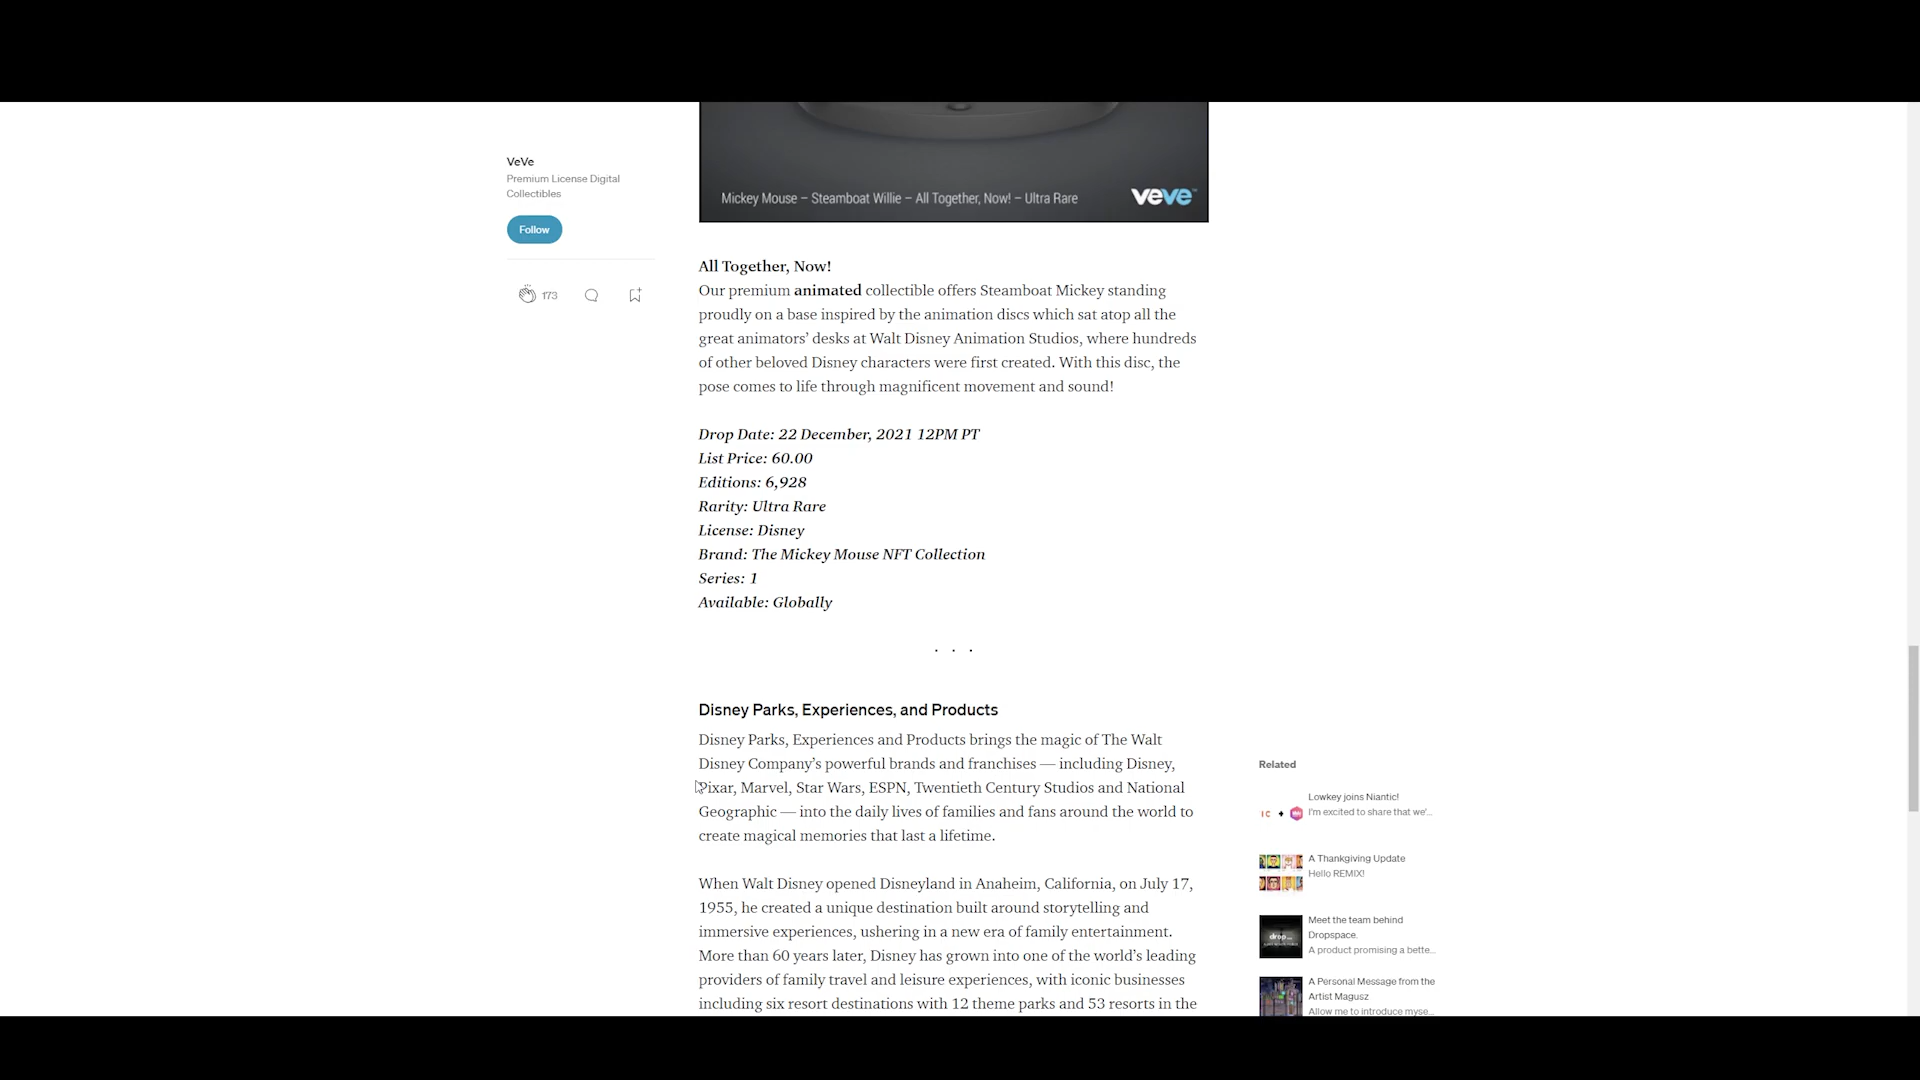 VeVe
Premium License Digital
Collectibles
Follow
173
Mickey Mouse – Steamboat Willie – All Together, Now! – Ultra Rare
veve™
All Together, Now!
Our premium animated collectible offers Steamboat Mickey standing
proudly on a base inspired by the animation discs which sat atop all the
great animators’ desks at Walt Disney Animation Studios, where hundreds
of other beloved Disney characters were first created. With this disc, the
pose comes to life through magnificent movement and sound!
Drop Date: 22 December, 2021 12PM PT
List Price: 60.00
Editions: 6,928
Rarity: Ultra Rare
License: Disney
Brand: The Mickey Mouse NFT Collection
Series: 1
Available: Globally
. . .
Disney Parks, Experiences, and Products
Disney Parks, Experiences and Products brings the magic of The Walt
Disney Company’s powerful brands and franchises — including Disney,
Pixar, Marvel, Star Wars, ESPN, Twentieth Century Studios and National
Geographic — into the daily lives of families and fans around the world to
create magical memories that last a lifetime.
When Walt Disney opened Disneyland in Anaheim, California, on July 17,
1955, he created a unique destination built around storytelling and
immersive experiences, ushering in a new era of family entertainment.
More than 60 years later, Disney has grown into one of the world’s leading
providers of family travel and leisure experiences, with iconic businesses
including six resort destinations with 12 theme parks and 53 resorts in the
Related
Lowkey joins Niantic!
I'm excited to share that we'...
A Thankgiving Update
Hello REMIX!
Meet the team behind
Dropspace.
A product promising a bette...
drop
A Personal Message from the
Artist Magusz
Allow me to introduce myse...